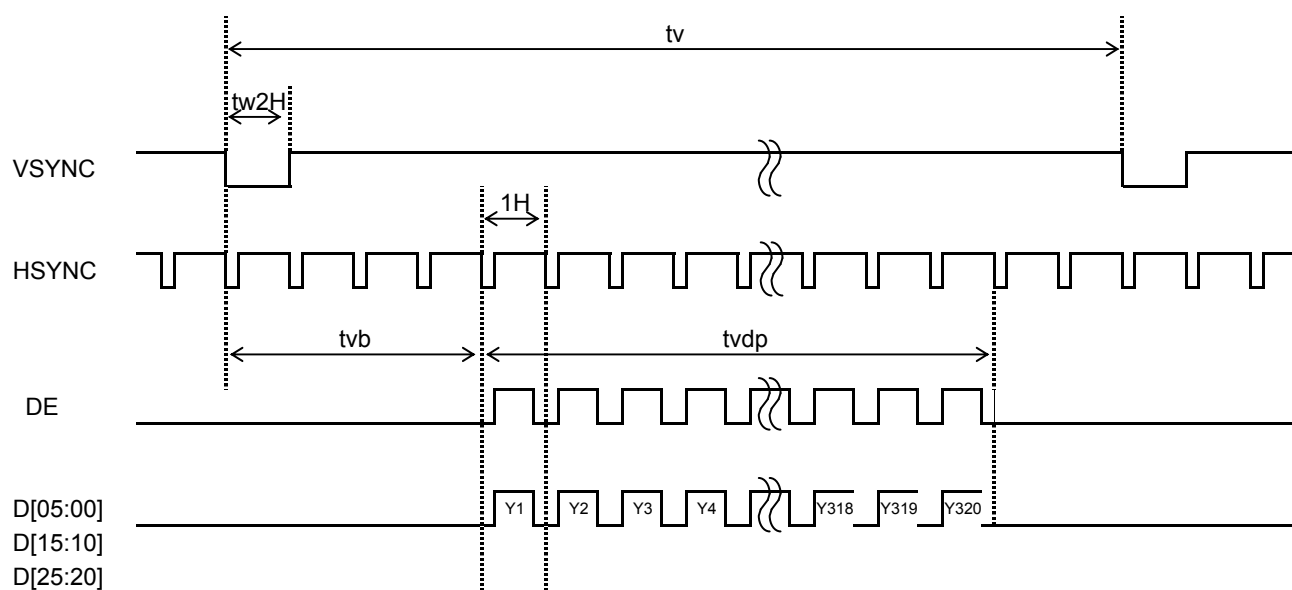 tv
tw2H
VSYNC
1H
HSYNC
tvb
tvdp
DE
D[05:00]
Y1 Y2 Y3 Y4 Y318 Y319 Y320
D[15:10]
D[25:20]